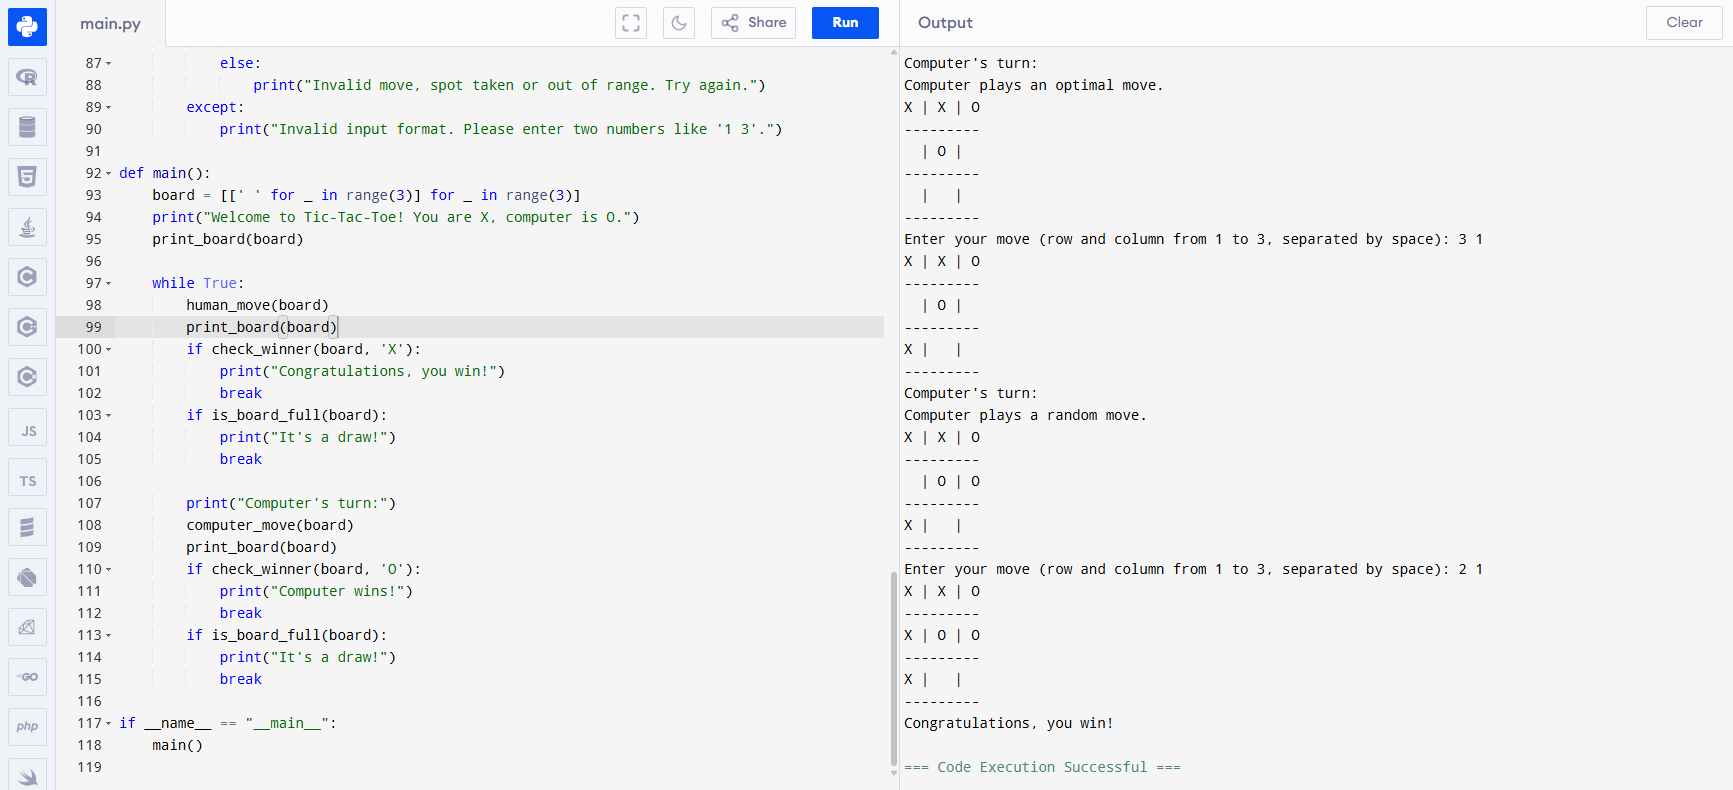 main.py
Share
Run
Output
Clear
JS
TS
GO
php
87 else:
88 print("Invalid move, spot taken or out of range. Try again.")
89 except:
90 print("Invalid input format. Please enter two numbers like '1 3'.")
91
92 def main():
93 board = [[' ' for _ in range(3)] for _ in range(3)]
94 print("Welcome to Tic-Tac-Toe! You are X, computer is O.")
95 print_board(board)
96
97 while True:
98 human_move(board)
99 print_board(board)
100 if check_winner(board, 'X'):
101 print("Congratulations, you win!")
102 break
103 if is_board_full(board):
104 print("It's a draw!")
105 break
106
107 print("Computer's turn:")
108 computer_move(board)
109 print_board(board)
110 if check_winner(board, 'O'):
111 print("Computer wins!")
112 break
113 if is_board_full(board):
114 print("It's a draw!")
115 break
116
117 if __name__ == "__main__":
118 main()
119
Computer's turn:
Computer plays an optimal move.
X | X | O
---------
  | O |
---------
  |   |
---------
Enter your move (row and column from 1 to 3, separated by space): 3 1
X | X | O
---------
  | O |
---------
X |   |
---------
Computer's turn:
Computer plays a random move.
X | X | O
---------
  | O | O
---------
X |   |
---------
Enter your move (row and column from 1 to 3, separated by space): 2 1
X | X | O
---------
X | O | O
---------
X |   |
---------
Congratulations, you win!

=== Code Execution Successful ===